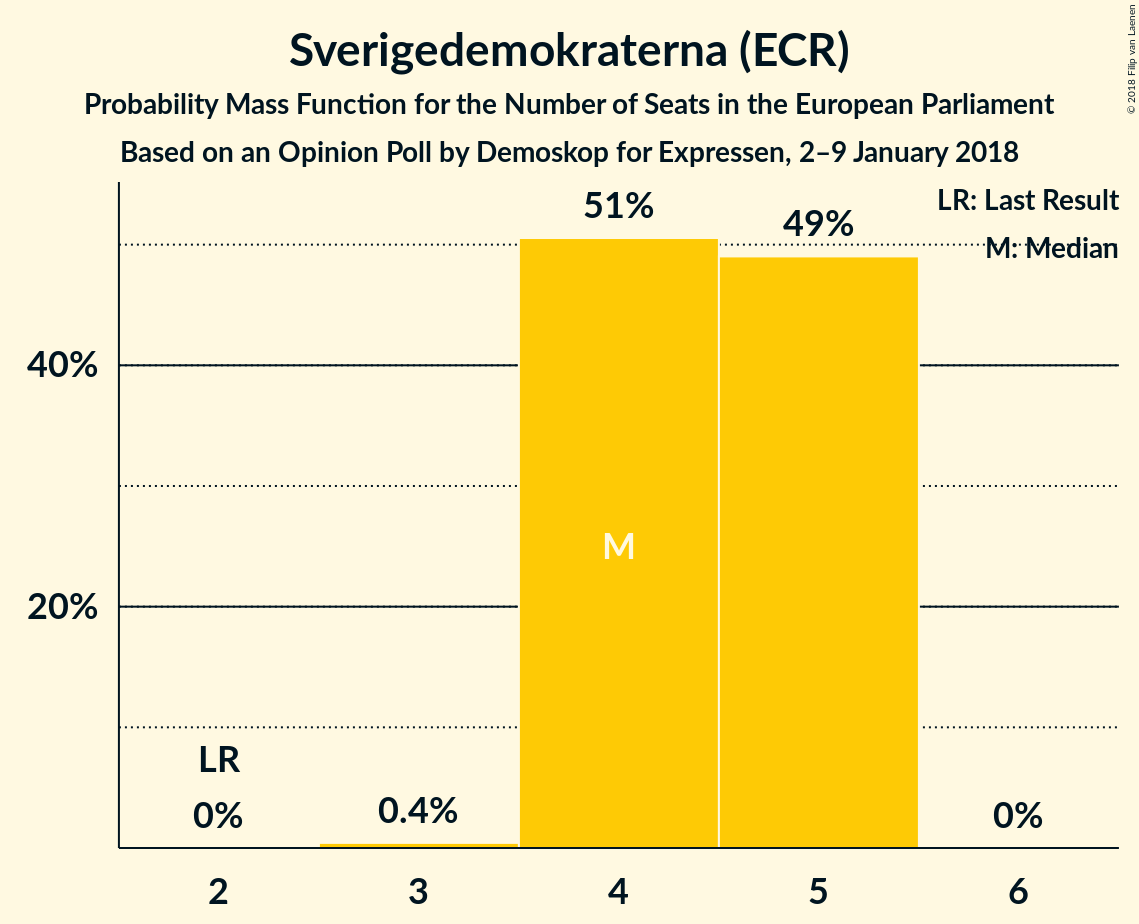 Sverigedemokraterna (ECR)
Probability Mass Function for the Number of Seats in the European Parliament
Based on an Opinion Poll by Demoskop for Expressen, 2–9 January 2018
© 2018 Filip van Laenen
LR: Last Result
M: Median
51%
49%
40%
20%
M
LR
0%
0.4%
0%
2
3
4
5
6